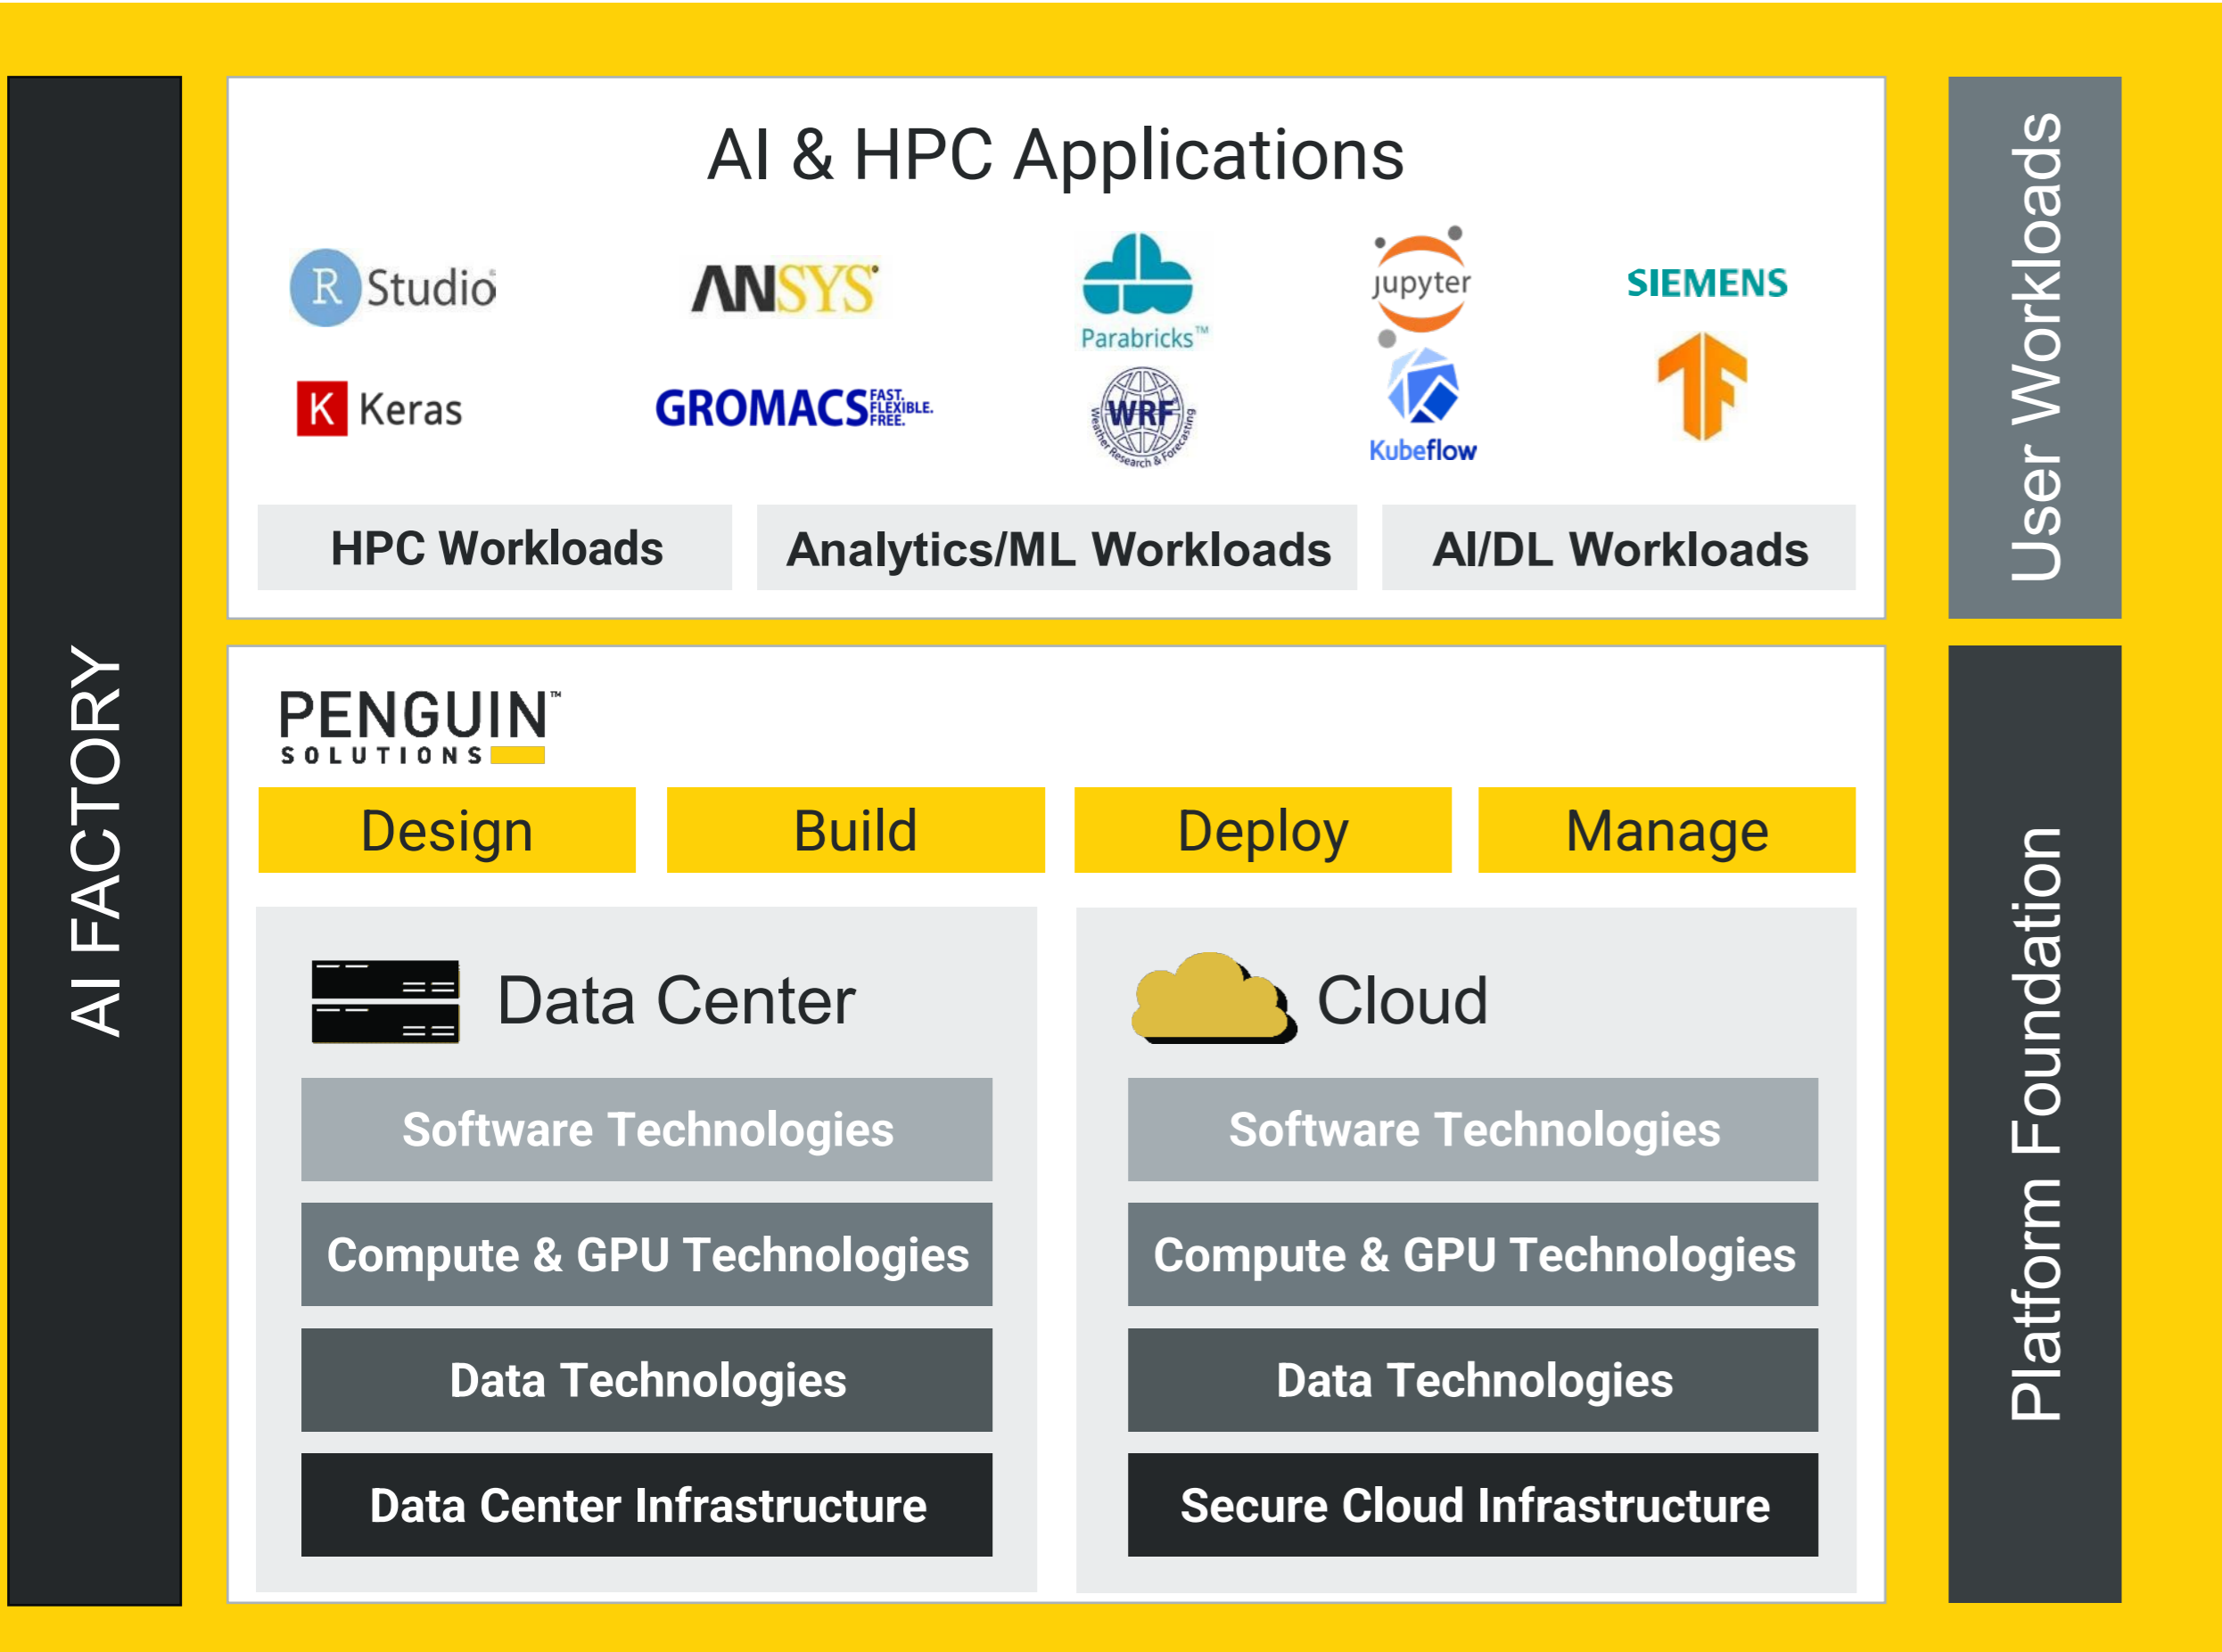 AI FACTORY
AI & HPC Applications
R Studio
ANSYS
Parabricks™
jupyter
SIEMENS
K Keras
GROMACS FAST. FLEXIBLE. FREE.
WRF
Weather Research & Forecasting
Kubeflow
HPC Workloads
Analytics/ML Workloads
AI/DL Workloads
User Workloads
PENGUIN™
SOLUTIONS
Design
Build
Deploy
Manage
Data Center
Software Technologies
Compute & GPU Technologies
Data Technologies
Data Center Infrastructure
Cloud
Software Technologies
Compute & GPU Technologies
Data Technologies
Secure Cloud Infrastructure
Platform Foundation